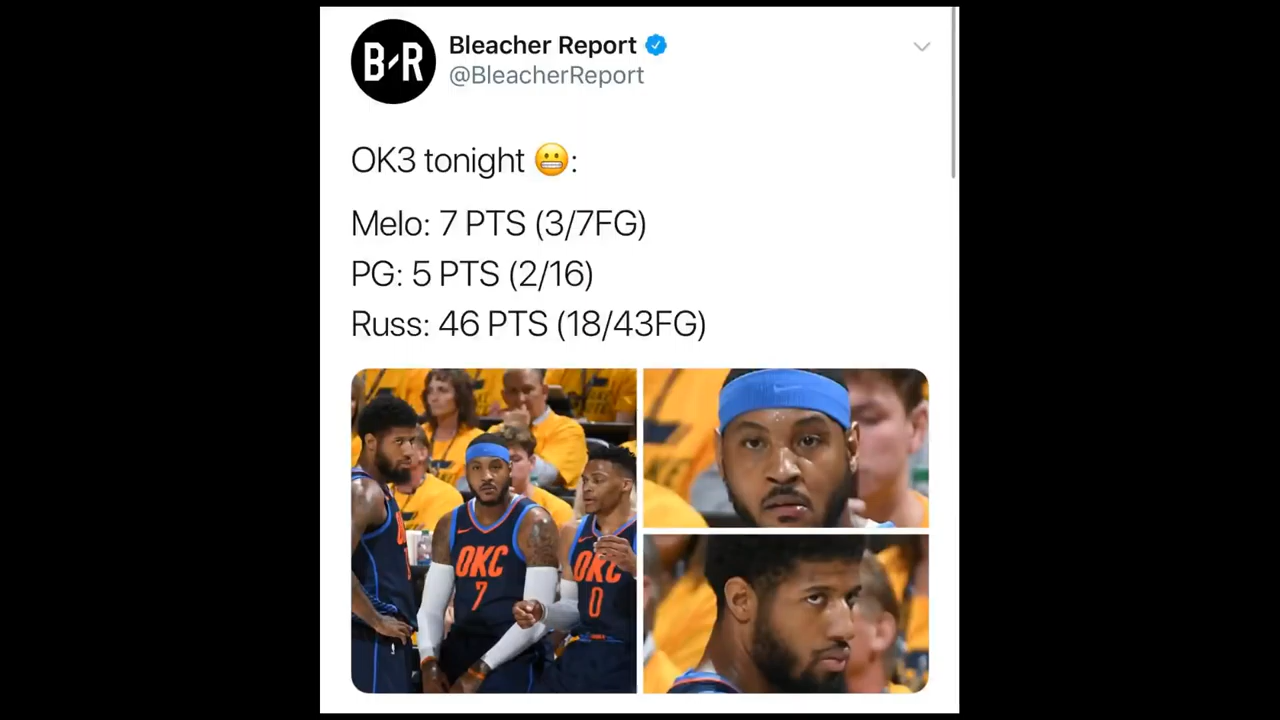 B/R
Bleacher Report
@BleacherReport
OK3 tonight 😬:
Melo: 7 PTS (3/7FG)
PG: 5 PTS (2/16)
Russ: 46 PTS (18/43FG)
OKC
7
OKC
0